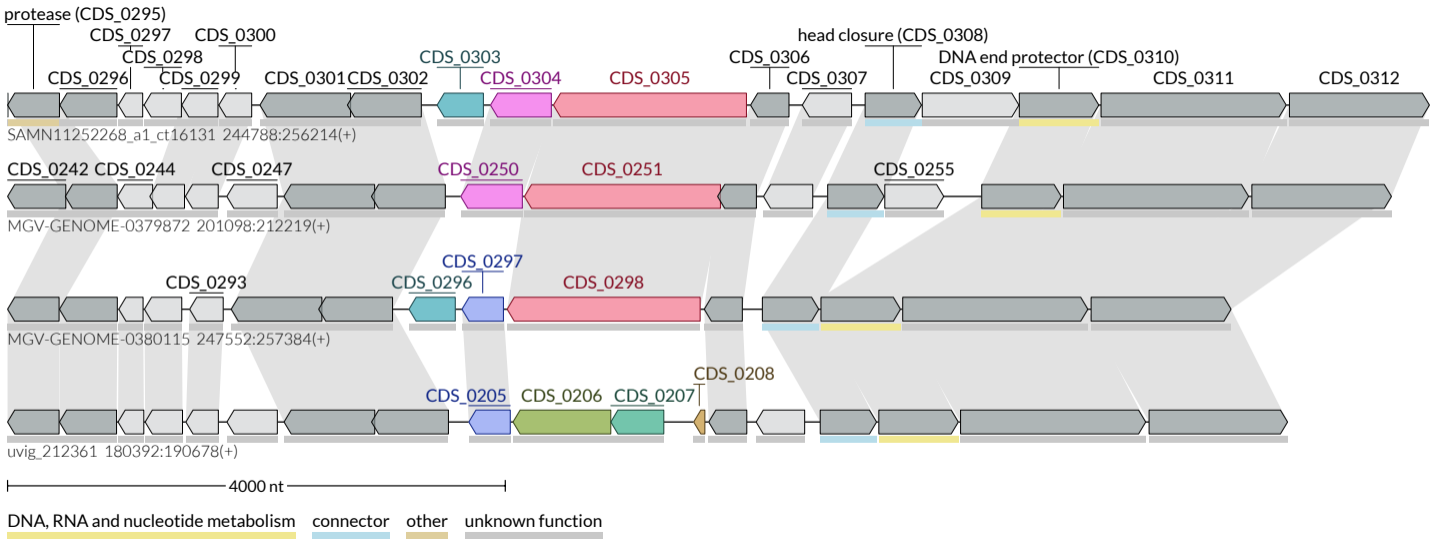 protease (CDS_0295)
CDS_0297 CDS_0300 head closure (CDS_0308)
CDS_0298 CDS_0303 CDS_0306 DNA end protector (CDS_0310)
CDS_0296 CDS_0299 CDS_0301 CDS_0302 CDS_0304 CDS_0305 CDS_0307 CDS_0309 CDS_0311 CDS_0312
SAMN11252268_a1_ct16131 244788:256214(+)
CDS_0242 CDS_0244 CDS_0247 CDS_0250 CDS_0251 CDS_0255
MGV-GENOME-0379872 201098:212219(+)
CDS_0297
CDS_0293 CDS_0296 CDS_0298
MGV-GENOME-0380115 247552:257384(+)
CDS_0208
CDS_0205 CDS_0206 CDS_0207
uvig_212361 180392:190678(+)
4000 nt
DNA, RNA and nucleotide metabolism connector other unknown function